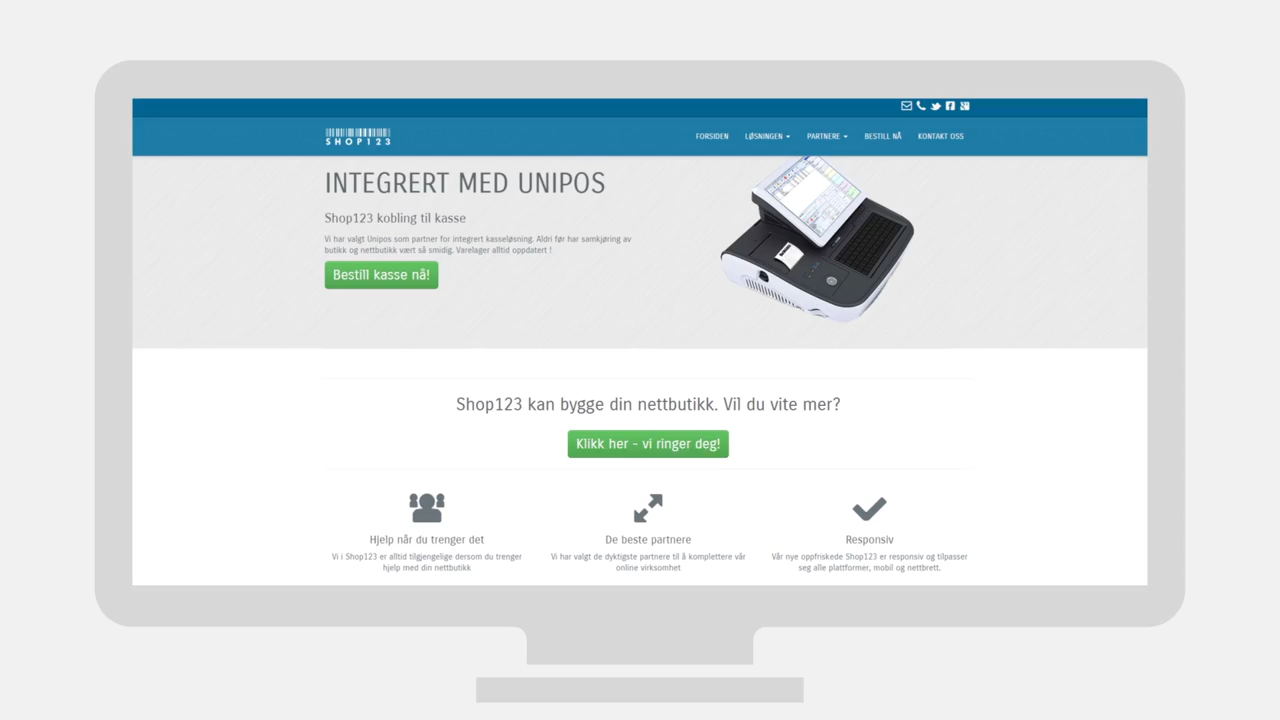 SHOP123
FORSIDEN LØSNINGEN PARTNERE BESTILL NÅ KONTAKT OSS
INTEGRERT MED UNIPOS
Shop123 kobling til kasse
Vi har valgt Unipos som partner for integrert kasseløsning. Aldri før har samkjøring av
butikk og nettbutikk vært så smidig. Varelager alltid oppdatert !
Bestill kasse nå!
Shop123 kan bygge din nettbutikk. Vil du vite mer?
Klikk her - vi ringer deg!
Hjelp når du trenger det
Vi i Shop123 er alltid tilgjengelige dersom du trenger
hjelp med din nettbutikk
De beste partnere
Vi har valgt de dyktigste partnere til å komplettere vår
online virksomhet
Responsiv
Vår nye oppfriskede Shop123 er responsiv og tilpasser
seg alle plattformer, mobil og nettbrett.